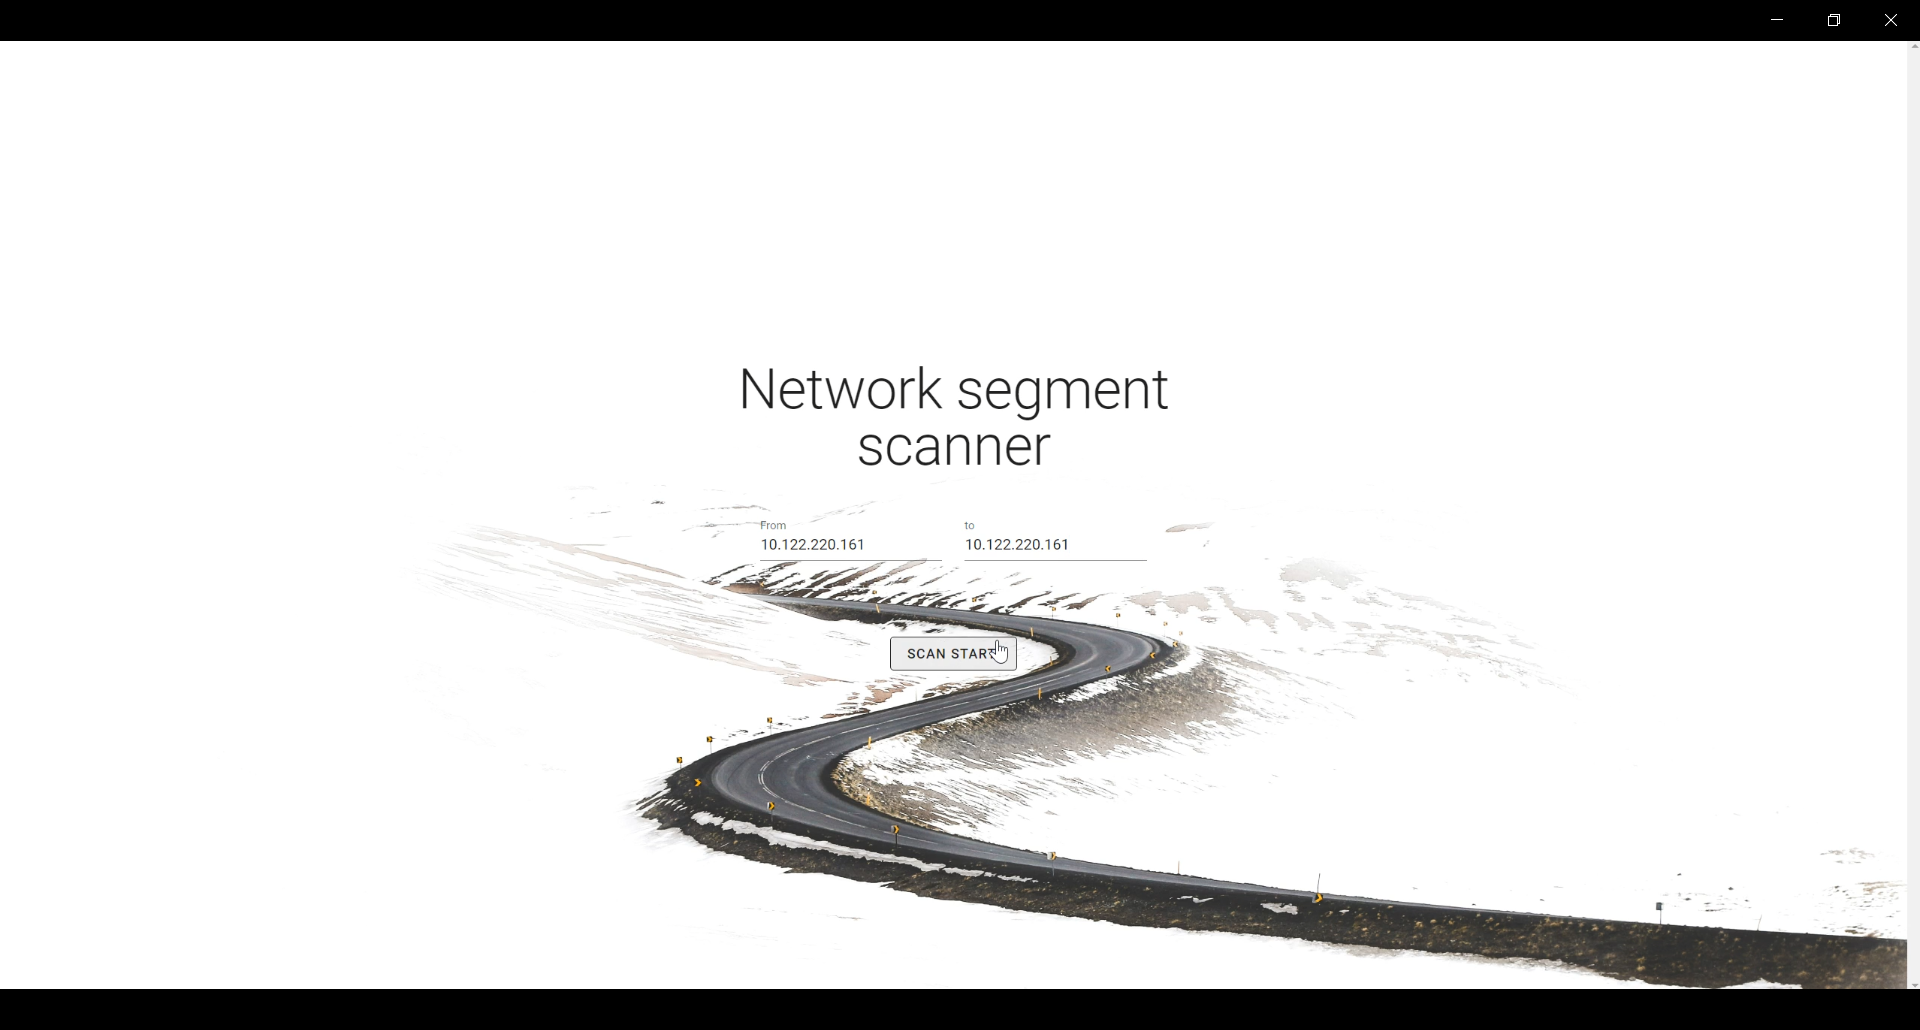 Network segment
scanner
From
to
10.122.220.161
10.122.220.161
SCAN START